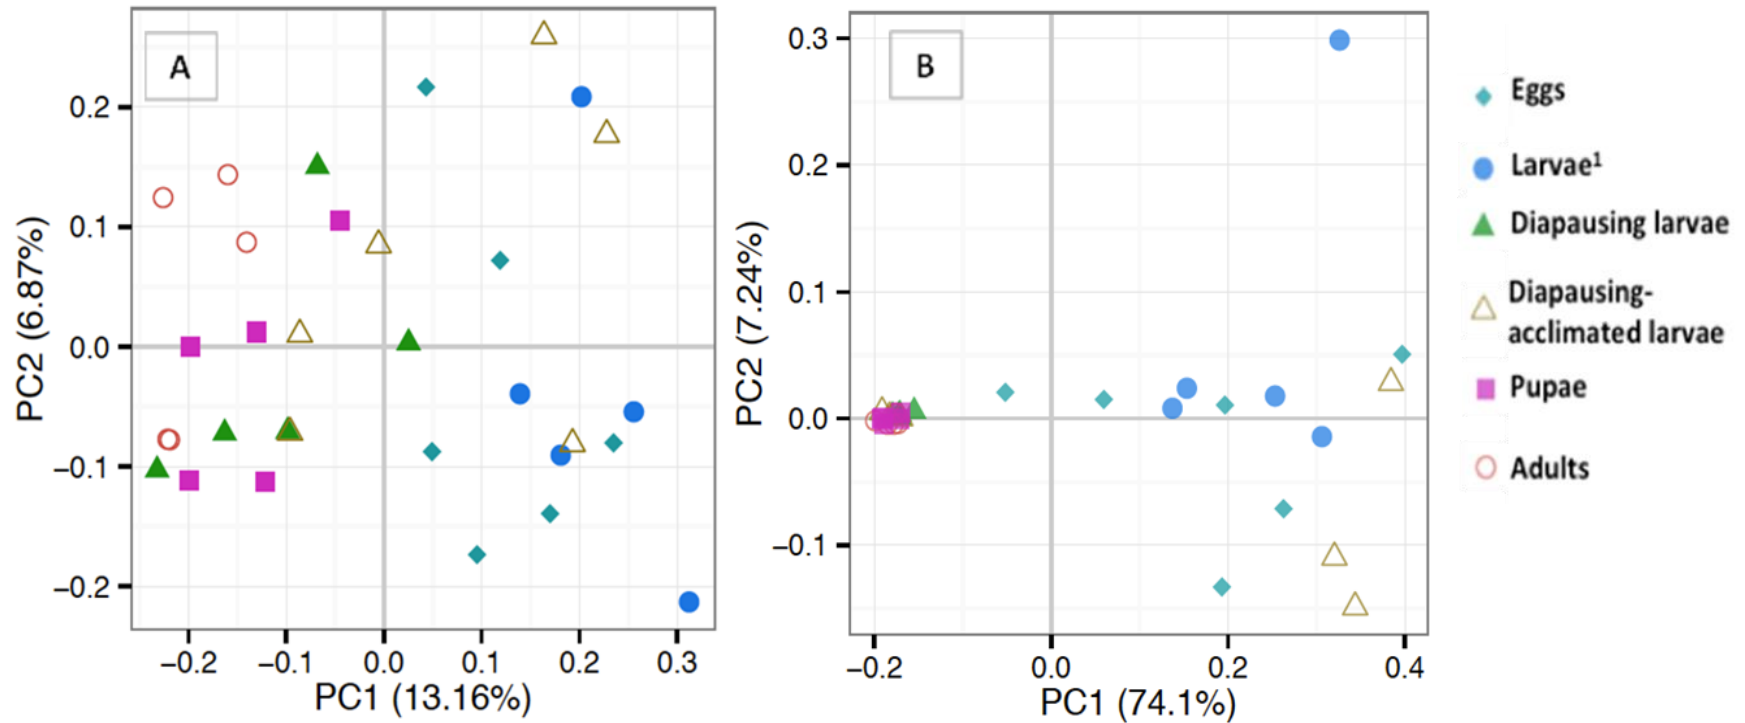 A
0.2
0.1
0.0
−0.1
−0.2
PC2 (6.87%)
−0.2 −0.1 0.0 0.1 0.2 0.3
PC1 (13.16%)
B
0.3
0.2
0.1
0.0
−0.1
PC2 (7.24%)
−0.2 0.0 0.2 0.4
PC1 (74.1%)
Eggs
Larvae¹
Diapausing larvae
Diapausing-
acclimated larvae
Pupae
Adults